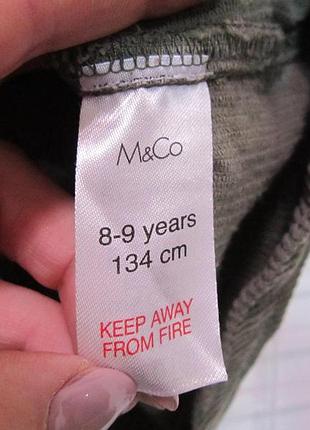 M&Co
8-9 years
134 cm
KEEP AWAY
FROM FIRE